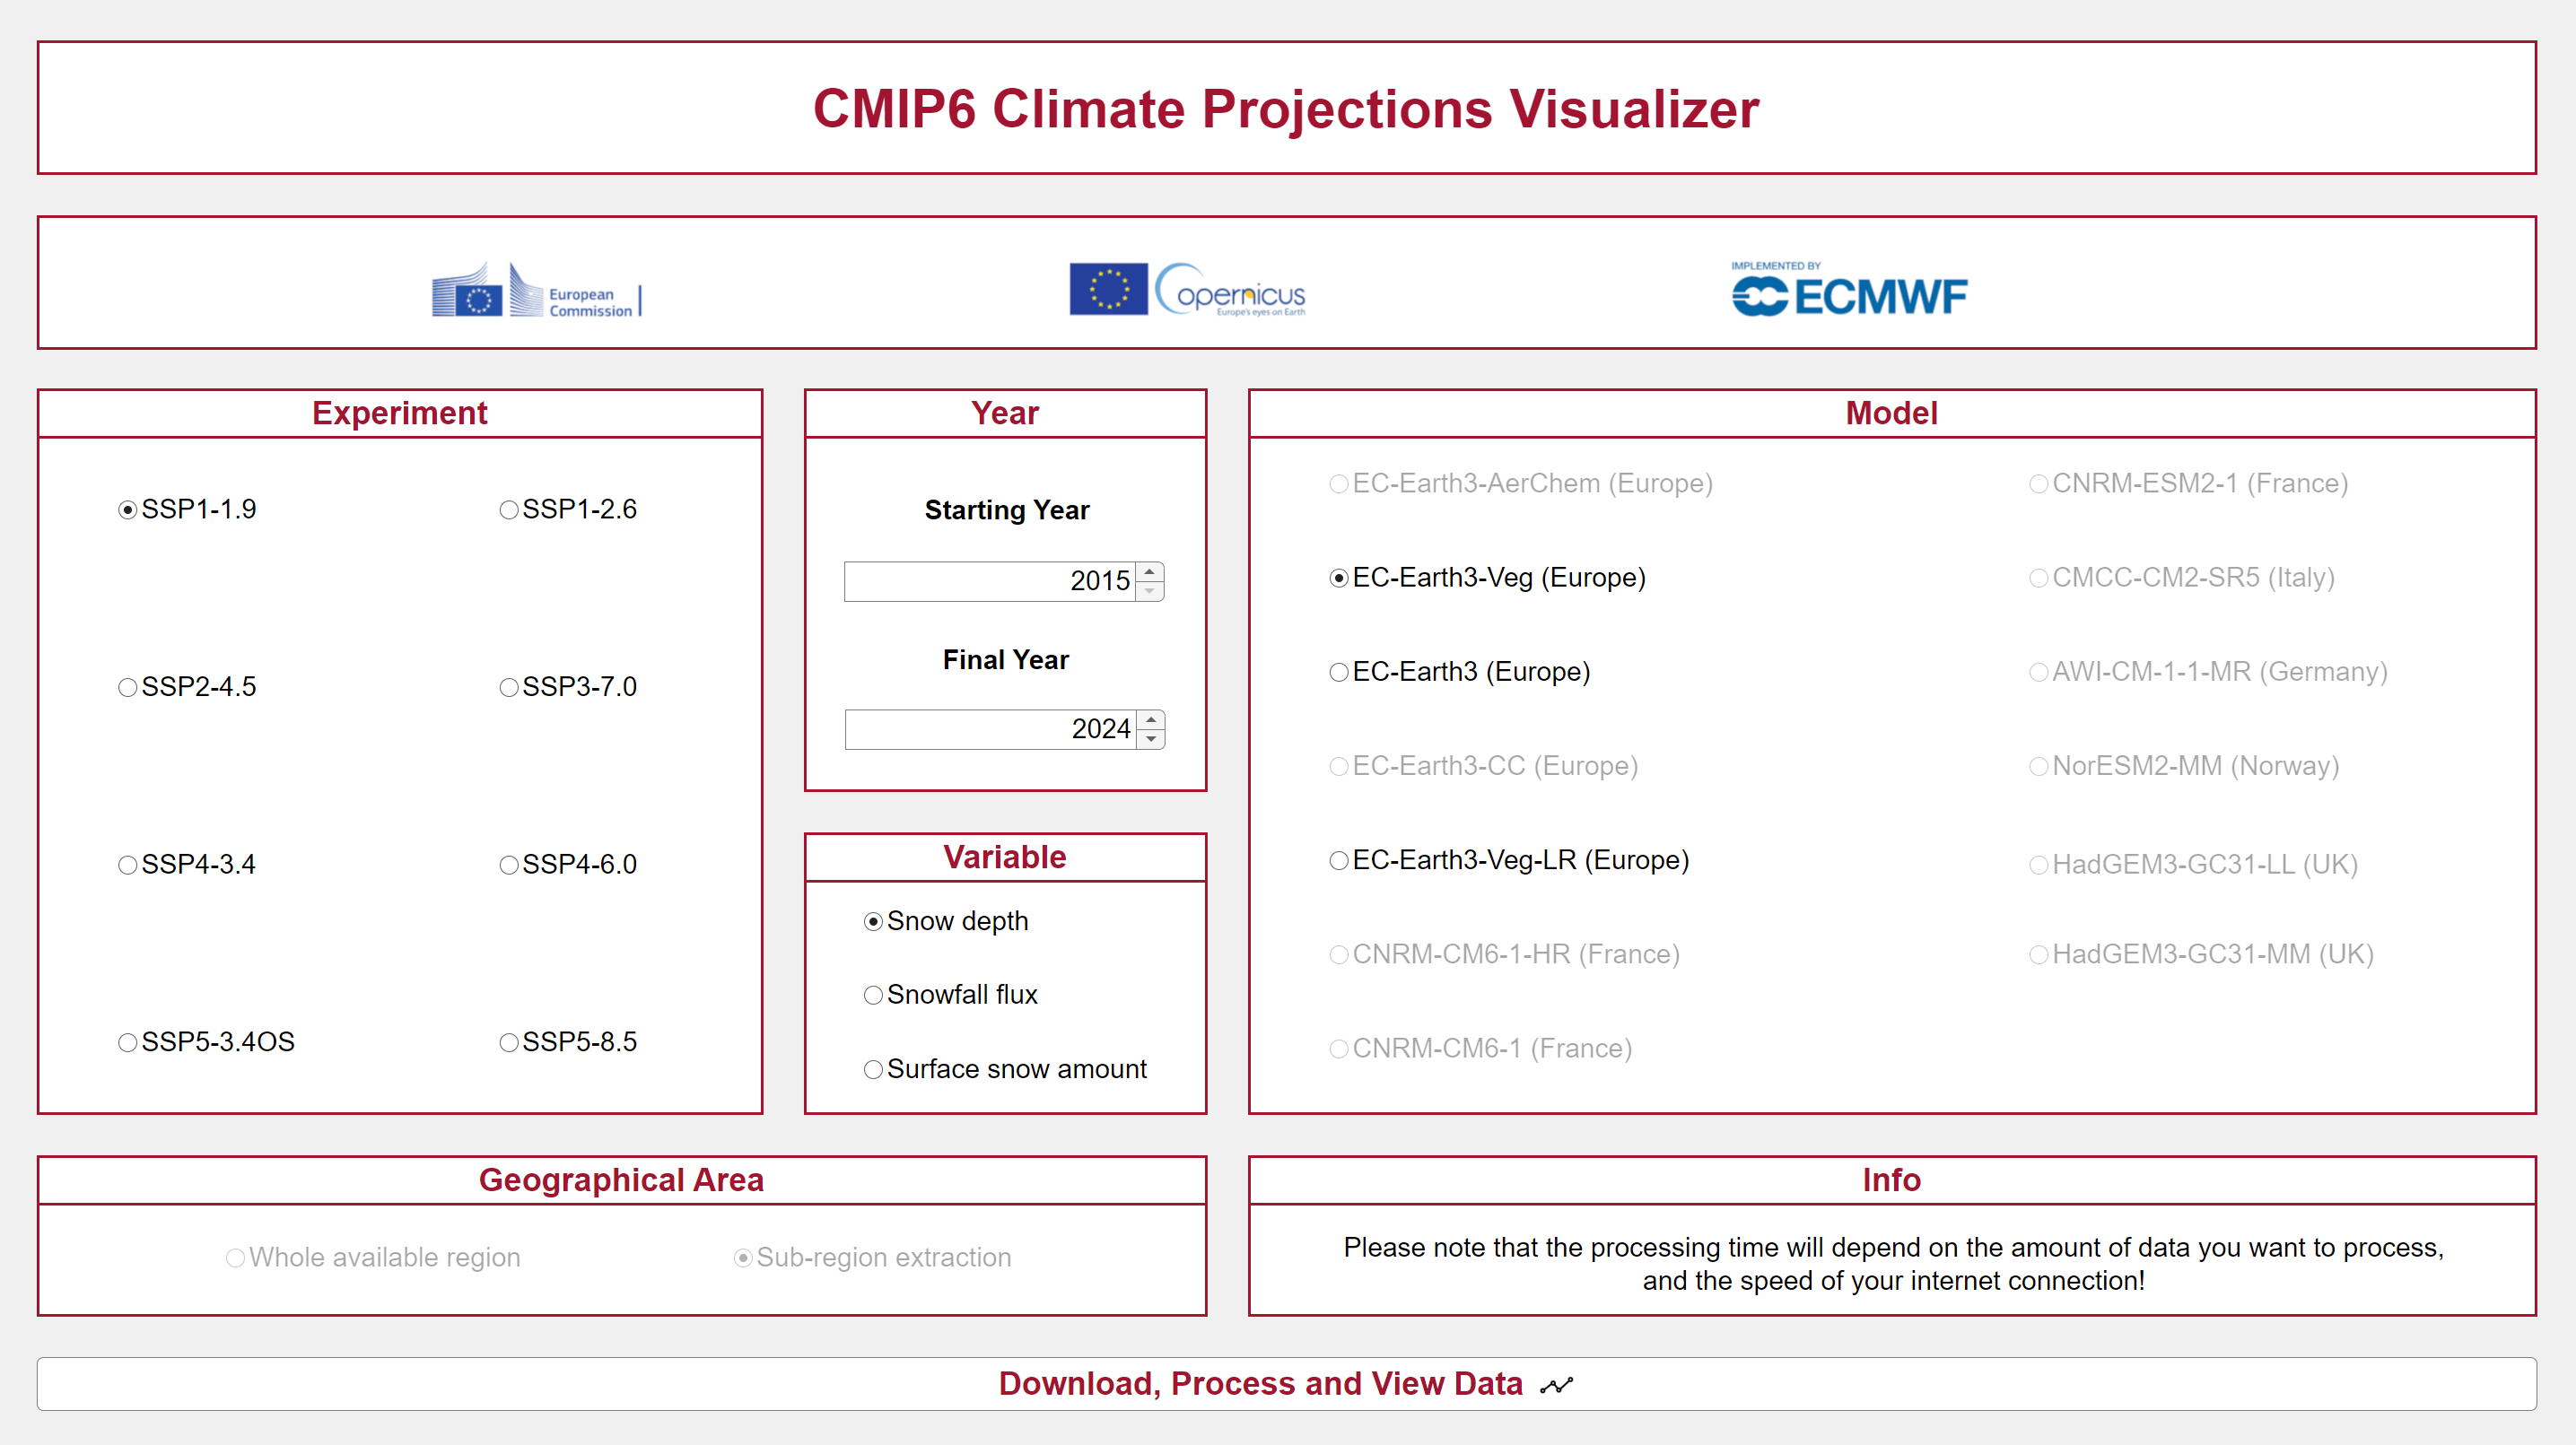 CMIP6 Climate Projections Visualizer
European
Commission
opernicus
Europe's eyes on Earth
IMPLEMENTED BY
ECMWF
Experiment
SSP1-1.9
SSP1-2.6
SSP2-4.5
SSP3-7.0
SSP4-3.4
SSP4-6.0
SSP5-3.4OS
SSP5-8.5
Year
Starting Year
2015
Final Year
2024
Variable
Snow depth
Snowfall flux
Surface snow amount
Model
EC-Earth3-AerChem (Europe)
EC-Earth3-Veg (Europe)
EC-Earth3 (Europe)
EC-Earth3-CC (Europe)
EC-Earth3-Veg-LR (Europe)
CNRM-CM6-1-HR (France)
CNRM-CM6-1 (France)
CNRM-ESM2-1 (France)
CMCC-CM2-SR5 (Italy)
AWI-CM-1-1-MR (Germany)
NorESM2-MM (Norway)
HadGEM3-GC31-LL (UK)
HadGEM3-GC31-MM (UK)
Geographical Area
Whole available region
Sub-region extraction
Info
Please note that the processing time will depend on the amount of data you want to process,
and the speed of your internet connection!
Download, Process and View Data